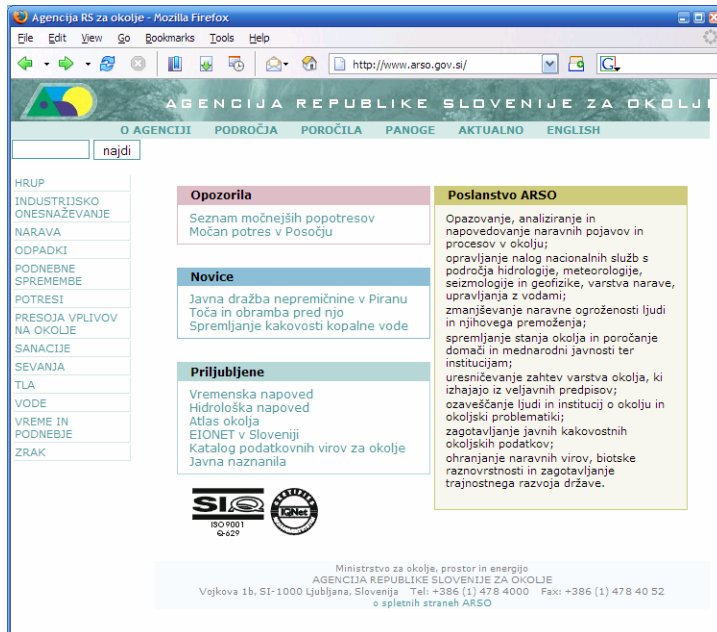 Agencija RS za okolje - Mozilla Firefox
File Edit View Go Bookmarks Tools Help
http://www.arso.gov.si/
G
AGENCIJA REPUBLIKE SLOVENIJE ZA OKOLJ
O AGENCIJI PODROČJA POROČILA PANOGE AKTUALNO ENGLISH
najdi
HRUP
INDUSTRIJSKO
ONESNAŽEVANJE
NARAVA
ODPADKI
PODNEBNE
SPREMEMBE
POTRESI
PRESOJA VPLIVOV
NA OKOLJE
SANACIJE
SEVANJA
TLA
VODE
VREME IN
PODNEBJE
ZRAK
Opozorila
Seznam močnejših popotresov
Močan potres v Posočju
Novice
Javna dražba nepremičnine v Piranu
Toča in obramba pred njo
Spremljanje kakovosti kopalne vode
Priljubljene
Vremenska napoved
Hidrološka napoved
Atlas okolja
EIONET v Sloveniji
Katalog podatkovnih virov za okolje
Javna naznanila
Poslanstvo ARSO
Opazovanje, analiziranje in
napovedovanje naravnih pojavov in
procesov v okolju;
opravljanje nalog nacionalnih služb s
področja hidrologije, meteorologije,
seizmologije in geofizike, varstva narave,
upravljanja z vodami;
zmanjševanje naravne ogroženosti ljudi
in njihovega premoženja;
spremljanje stanja okolja in poročanje
domači in mednarodni javnosti ter
institucijam;
uresničevanje zahtev varstva okolja, ki
izhajajo iz veljavnih predpisov;
ozaveščanje ljudi in institucij o okolju in
okoljski problematiki;
zagotavljanje javnih kakovostnih
okoljskih podatkov;
ohranjanje naravnih virov, biotske
raznovrstnosti in zagotavljanje
trajnostnega razvoja države.
SIQ
ISO 9001
Q-629
CERTIFIED
IQNet
Ministrstvo za okolje, prostor in energijo
AGENCIJA REPUBLIKE SLOVENIJE ZA OKOLJE
Vojkova 1b, SI-1000 Ljubljana, Slovenija Tel: +386 (1) 478 4000 Fax: +386 (1) 478 40 52
o spletnih straneh ARSO